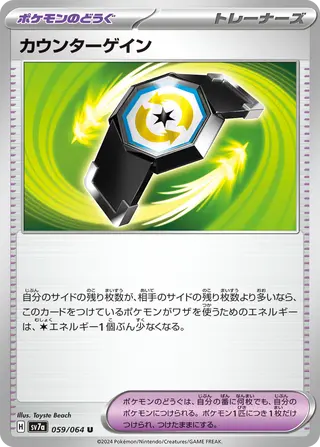 ポケモンのどうぐ
トレーナーズ
カウンターゲイン
自分のサイドの残り枚数が、相手のサイドの残り枚数より多いなら、
このカードをつけているポケモンがワザを使うためのエネルギーは、
エネルギー1個ぶん少なくなる。
ポケモンのどうぐは、自分の番に何枚でも、自分の
ポケモンにつけられる。ポケモン1匹につき1枚だけ
つけられ、つけたままにする。
Illus. Toyste Beach
H sv7a 059/064 U
©2024 Pokémon/Nintendo/Creatures/GAME FREAK.